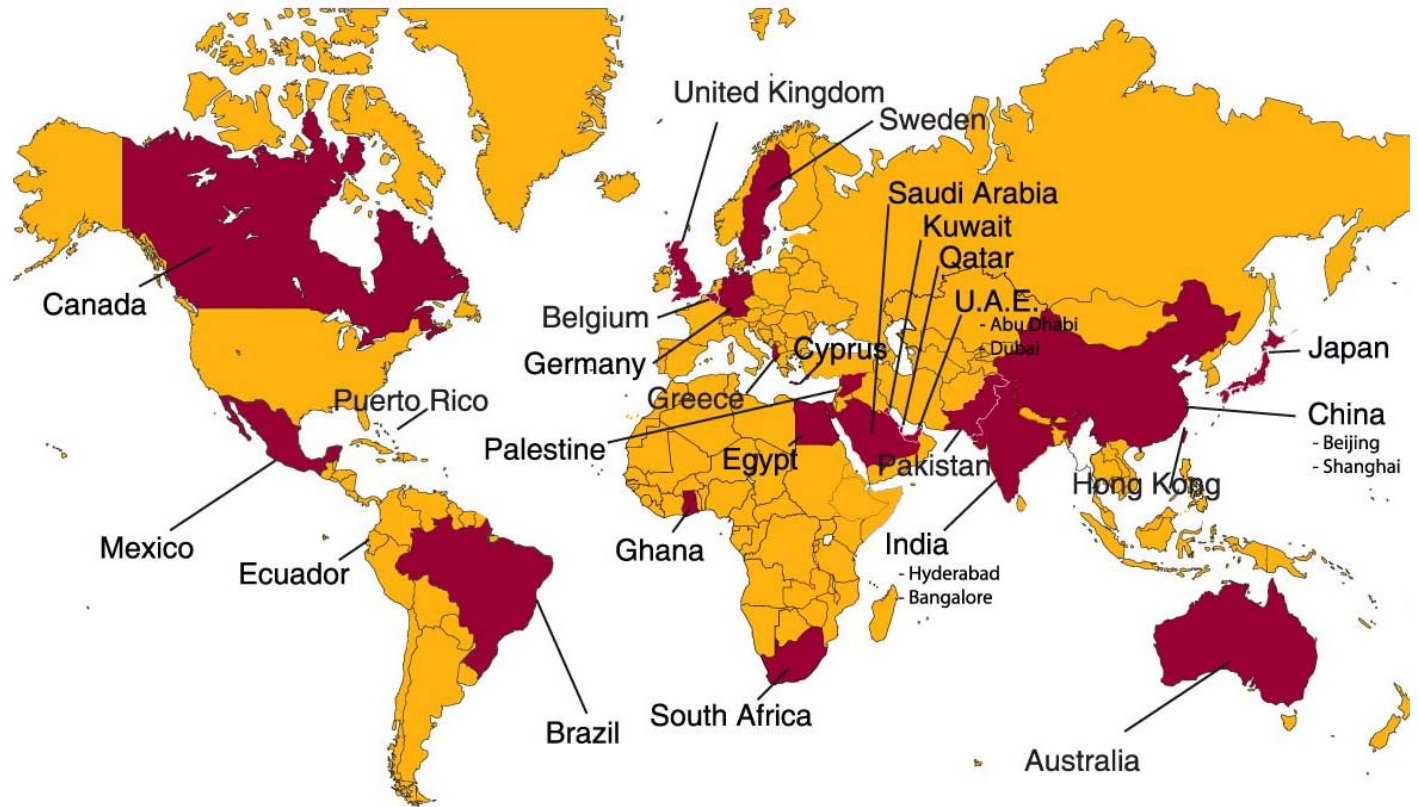 United Kingdom
Sweden
Saudi Arabia
Kuwait
Qatar
U.A.E.
- Abu Dhabi
- Dubai
Canada
Belgium
Germany
Cyprus
Japan
Greece
Puerto Rico
China
- Beijing
- Shanghai
Palestine
Egypt
Pakistan
Hong Kong
Mexico
Ecuador
Ghana
India
- Hyderabad
- Bangalore
South Africa
Brazil
Australia